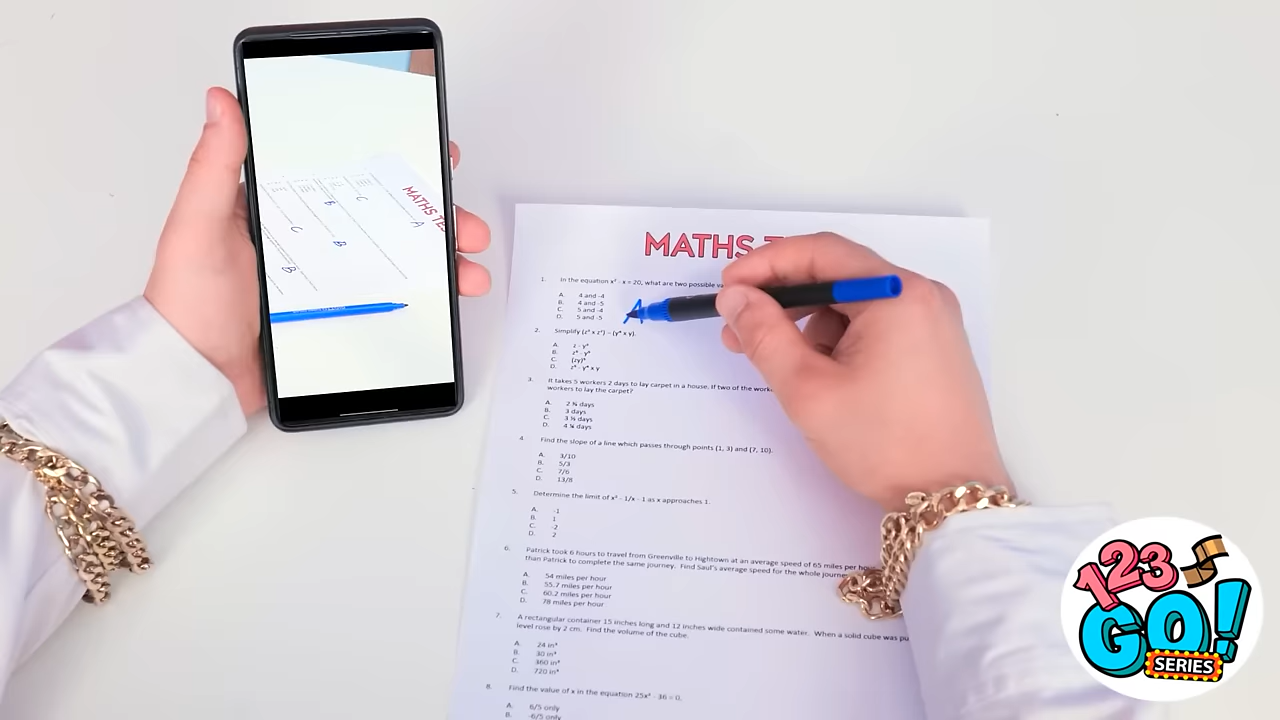 MATHS TE
A
C
B
B
C
B
MATHS T
1. In the equation x² - x = 20, what are two possible va
A. 4 and -4
B. 4 and -5
C. 5 and -4
D. 5 and -5
A
2. Simplify
A.
B.
C.
D.
3. It takes 5 workers 2 days to lay carpet in a house. If two of the work
workers to lay the carpet?
A. 2 ¾ days
B. 3 days
C. 3 ⅓ days
D. 4 ¼ days
4 Find the slope of a line which passes through points (1, 3) and (7, 10).
A. 3/10
B. 5/3
C. 7/6
D. 13/8
5. Determine the limit of x² - 1/x - 1 as x approaches 1.
A. -1
B. 1
C. -2
D. 2
6. Patrick took 6 hours to travel from Greenville to Hightown at an average speed of 65 miles per hou
than Patrick to complete the same journey. Find Saul's average speed for the whole journe
A. 54 miles per hour
B. 55.7 miles per hour
C. 60.2 miles per hour
D. 78 miles per hour
7. A rectangular container 15 inches long and 12 inches wide contained some water. When a solid cube was pu
level rose by 2 cm. Find the volume of the cube.
A. 24 in³
B. 30 in³
C. 360 in³
D. 720 in³
8. Find the value of x in the equation 25x² - 36 = 0.
A. 6/5 only
B. -6/5 only
123
GO!
SERIES